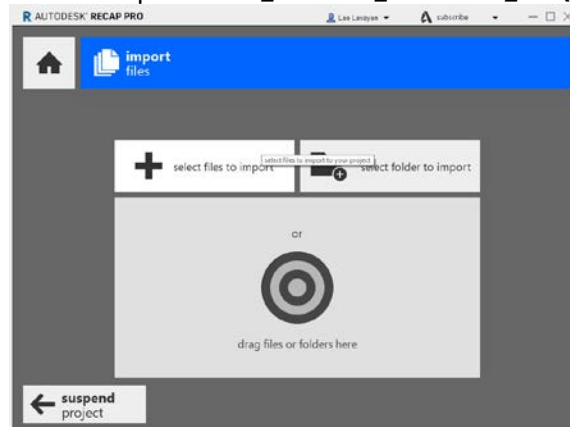 R AUTODESK® RECAP PRO
subscribe
import
files
select files to import
select files to import to your project
select folder to import
or
drag files or folders here
suspend
project